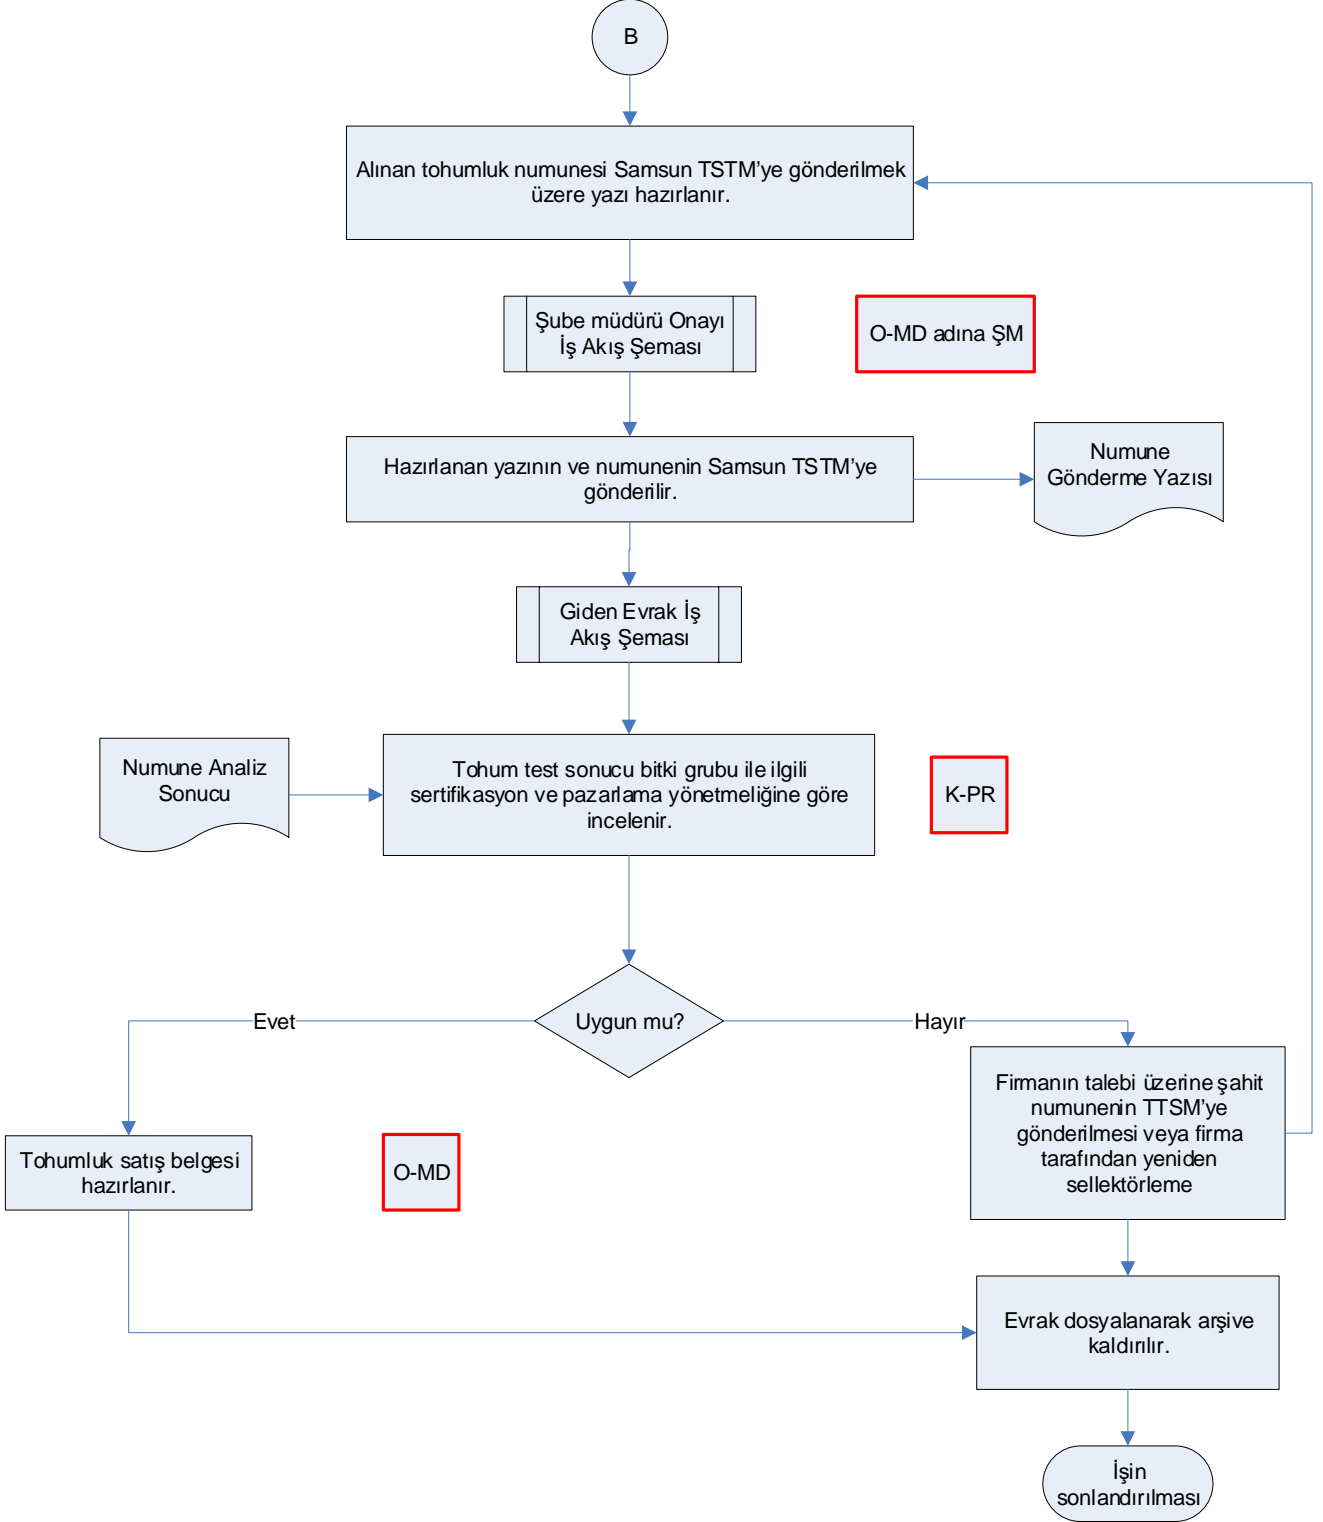 B
Alınan tohumluk numunesi Samsun TSTM’ye gönderilmek
üzere yazı hazırlanır.
Şube müdürü Onayı
İş Akış Şeması
O-MD adına ŞM
Hazırlanan yazının ve numunenin Samsun TSTM’ye
gönderilir.
Numune
Gönderme Yazısı
Giden Evrak İş
Akış Şeması
Numune Analiz
Sonucu
Tohum test sonucu bitki grubu ile ilgili
sertifikasyon ve pazarlama yönetmeliğine göre
incelenir.
K-PR
Uygun mu?
Evet
Hayır
Firmanın talebi üzerine şahit
numunenin TTSM’ye
gönderilmesi veya firma
tarafından yeniden
sellektörleme
Tohumluk satış belgesi
hazırlanır.
O-MD
Evrak dosyalanarak arşive
kaldırılır.
İşin
sonlandırılması